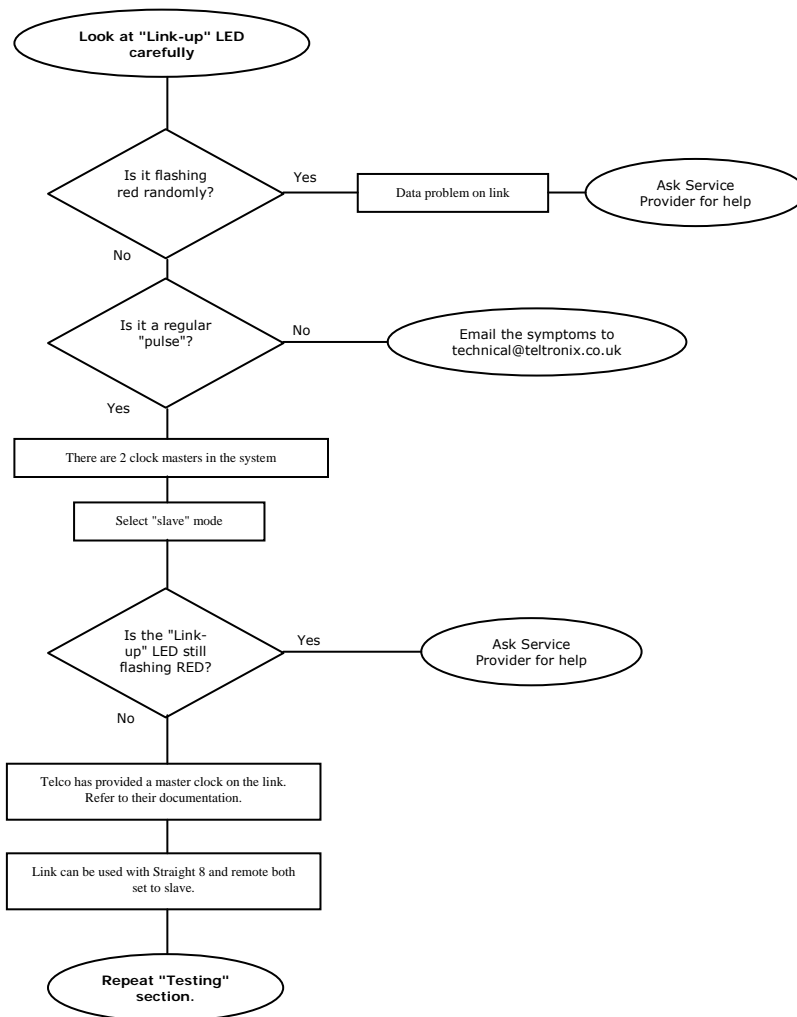 Look at "Link-up" LED
carefully
Is it flashing
red randomly?
Yes
Data problem on link
Ask Service
Provider for help
No
Is it a regular
"pulse"?
No
Email the symptoms to
technical@teltronix.co.uk
Yes
There are 2 clock masters in the system
Select "slave" mode
Is the "Link-
up" LED still
flashing RED?
Yes
Ask Service
Provider for help
No
Telco has provided a master clock on the link.
Refer to their documentation.
Link can be used with Straight 8 and remote both
set to slave.
Repeat "Testing"
section.